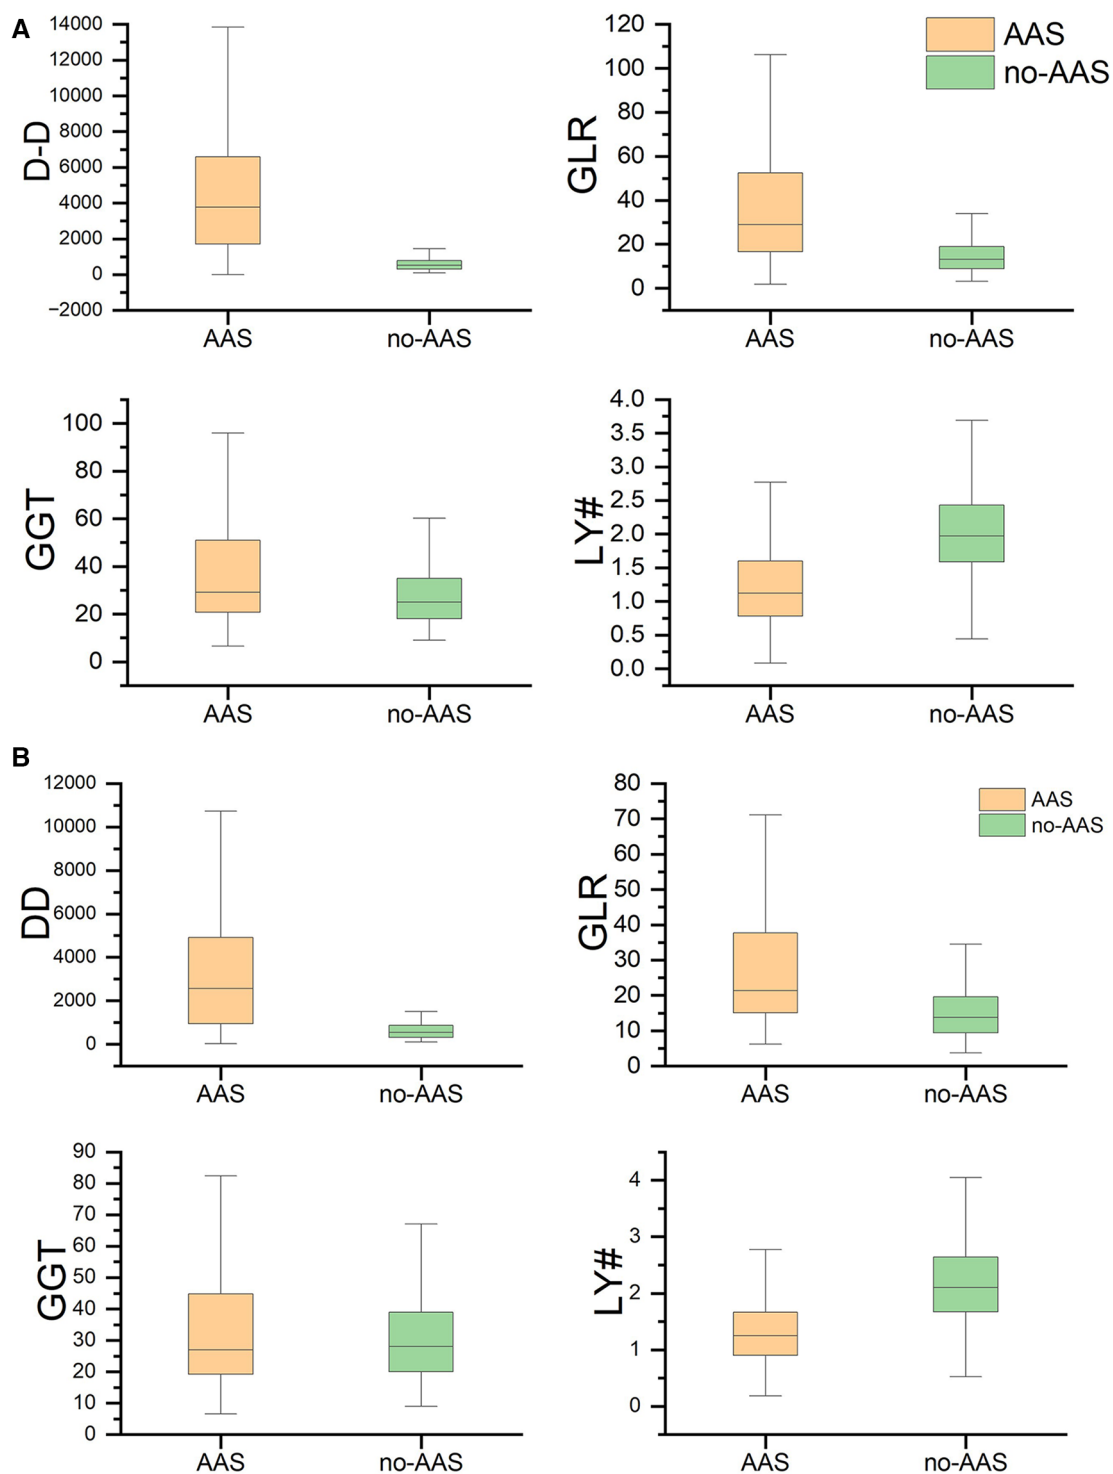 A
14000
12000
10000
8000
6000
4000
2000
0
−2000
D-D
AAS
no-AAS
120
100
80
60
40
20
0
GLR
AAS
no-AAS
AAS
no-AAS
100
80
60
40
20
0
GGT
AAS
no-AAS
4.0
3.5
3.0
2.5
2.0
1.5
1.0
0.5
0.0
LY#
AAS
no-AAS
B
12000
10000
8000
6000
4000
2000
0
DD
AAS
no-AAS
80
70
60
50
40
30
20
10
0
GLR
AAS
no-AAS
AAS
no-AAS
90
80
70
60
50
40
30
20
10
0
GGT
AAS
no-AAS
4
3
2
1
0
LY#
AAS
no-AAS